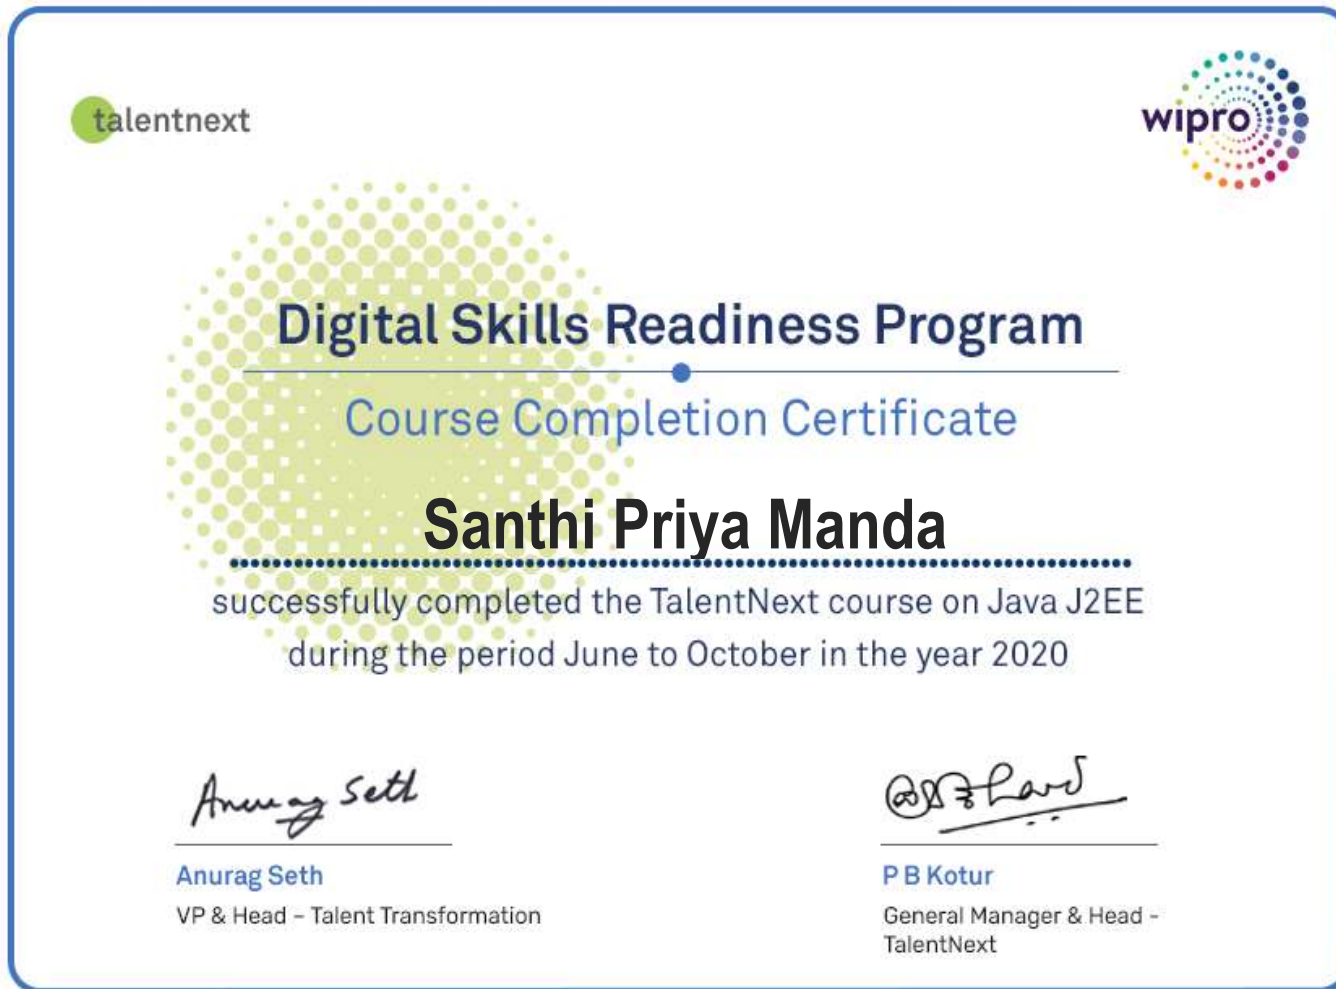 talentnext
wipro
Digital Skills Readiness Program
Course Completion Certificate
Santhi Priya Manda
successfully completed the TalentNext course on Java J2EE
during the period June to October in the year 2020
Anurag Seth
Anurag Seth
P B Kotur
VP & Head – Talent Transformation
General Manager & Head -
TalentNext